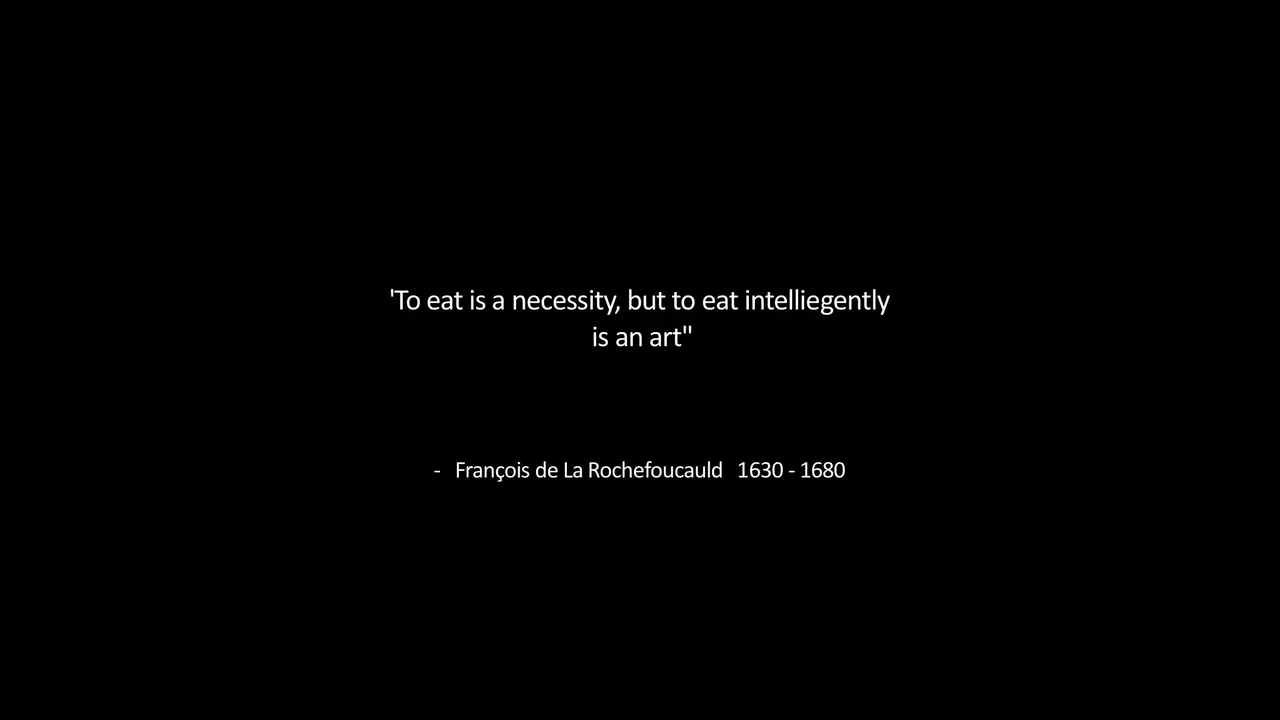 'To eat is a necessity, but to eat intelliegently
is an art"
- François de La Rochefoucauld 1630 - 1680